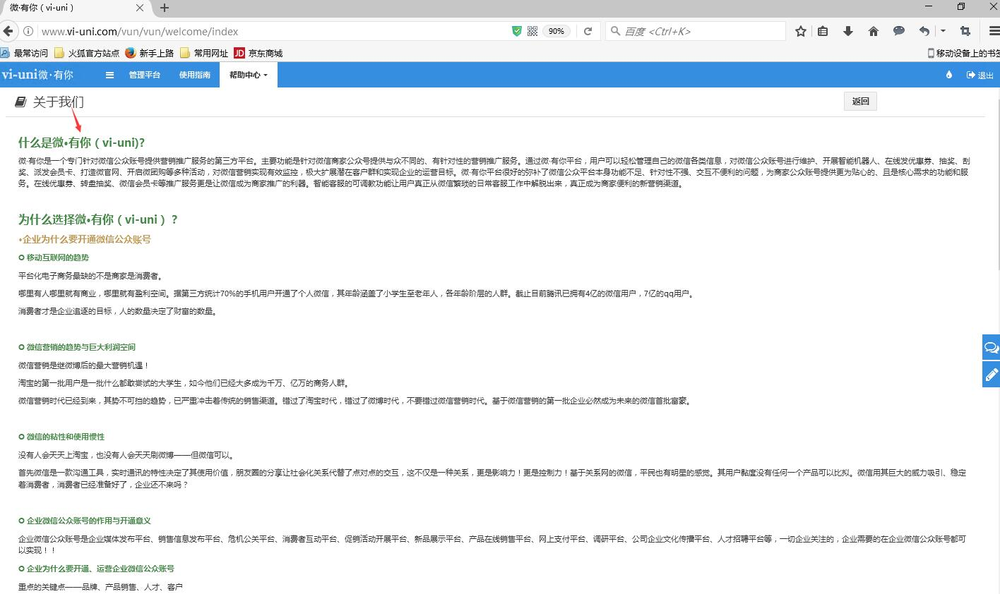 微·有你（vi-uni）
www.vi-uni.com/vun/vun/welcome/index
90%
百度 <Ctrl+K>
最常访问 火狐官方站点 新手上路 常用网址 JD 京东商城
移动设备上的书签
vi-uni微·有你 管理平台 使用指南 帮助中心 退出
关于我们 返回
什么是微•有你（vi-uni)?
微·有你是一个专门针对微信公众账号提供营销推广服务的第三方平台。主要功能是针对微信商家公众号提供与众不同的、有针对性的营销推广服务。通过微·有你平台，用户可以轻松管理自己的微信各类信息，对微信公众账号进行维护、开展智能机器人、在线发优惠券、抽奖、刮
奖、派发会员卡、打造微官网、开启微团购等多种活动，对微信营销实现有效监控，极大扩展潜在客户群和实现企业的运营目标。微·有你平台很好的弥补了微信公众平台本身功能不足、针对性不强、交互不便利的问题，为商家公众账号提供更为贴心的、且是核心需求的功能和服
务。在线优惠券、转盘抽奖、微信会员卡等推广服务更是让微信成为商家推广的利器。智能客服的可调教功能让用户真正从微信繁琐的日常客服工作中解脱出来，真正成为商家便利的新营销渠道。
为什么选择微•有你（vi-uni）？
•企业为什么要开通微信公众账号
移动互联网的趋势
平台化电子商务最缺的不是商家是消费者。
哪里有人哪里就有商业，哪里就有盈利空间。据第三方统计70%的手机用户开通了个人微信，其年龄涵盖了小学生至老年人，各年龄阶层的人群。截止目前腾讯已拥有4亿的微信用户，7亿的qq用户。
消费者才是企业追逐的目标，人的数量决定了财富的数量。
微信营销的趋势与巨大利润空间
微信营销是继微博后的最大营销机遇！
淘宝的第一批用户是一批什么都敢尝试的大学生，如今他们已经大多成为千万、亿万的商务人群。
微信营销时代已经到来，其势不可挡的趋势，已严重冲击着传统的销售渠道。错过了淘宝时代，错过了微博时代，不要错过微信营销时代。基于微信营销的第一批企业必然成为未来的微信首批富豪。
微信的粘性和使用惯性
没有人会天天上淘宝，也没有人会天天刷微博——但微信可以。
首先微信是一款沟通工具，实时通讯的特性决定了其使用价值，朋友圈的分享让社会化关系代替了点对点的交互，这不仅是一种关系，更是影响力！更是控制力！基于关系网的微信，平民也有明星的感觉。其用户黏度没有任何一个产品可以比拟。微信用其巨大的威力吸引、稳定
着消费者，消费者已经准备好了，企业还不来吗？
企业微信公众账号的作用与开通意义
企业微信公众账号是企业媒体发布平台、销售信息发布平台、危机公关平台、消费者互动平台、促销活动开展平台、新品展示平台、产品在线销售平台、网上支付平台、调研平台、公司企业文化传播平台、人才招聘平台等，一切企业关注的，企业需要的在企业微信公众账号都可
以实现！！
企业为什么要开通、运营企业微信公众账号
重点的关键点——品牌、产品销售、人才、客户